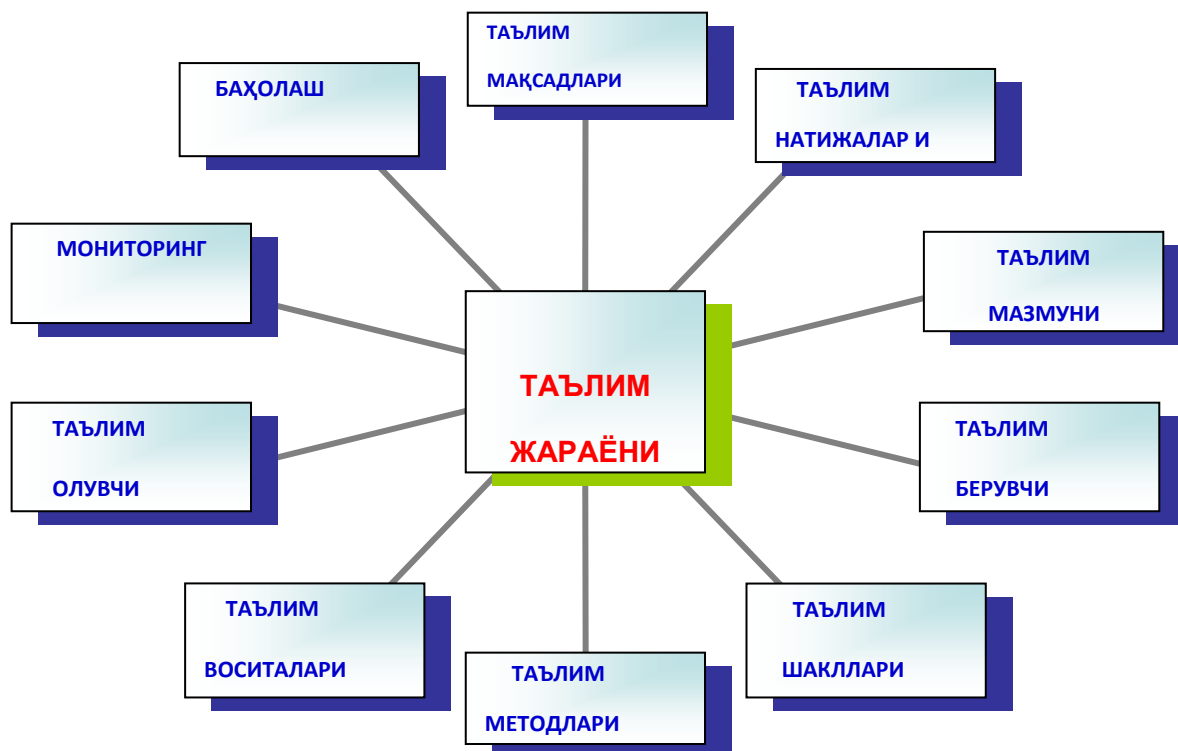 ТАЪЛИМ
МАҚСАДЛАРИ
БАҲОЛАШ
ТАЪЛИМ
НАТИЖАЛАР И
МОНИТОРИНГ
ТАЪЛИМ
МАЗМУНИ
ТАЪЛИМ
ЖАРАЁНИ
ТАЪЛИМ
ОЛУВЧИ
ТАЪЛИМ
БЕРУВЧИ
ТАЪЛИМ
ВОСИТАЛАРИ
ТАЪЛИМ
МЕТОДЛАРИ
ТАЪЛИМ
ШАКЛЛАРИ